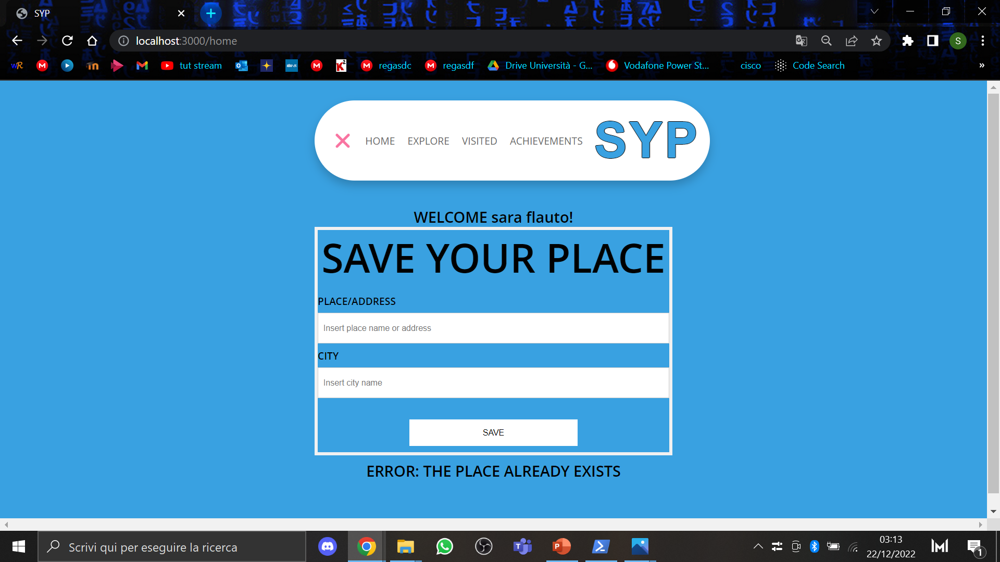 SYP
localhost:3000/home
S
tut stream
regasdc
regasdf
Drive Università - G...
Vodafone Power St...
cisco
Code Search
»
HOME
EXPLORE
VISITED
ACHIEVEMENTS
SYP
WELCOME sara flauto!
SAVE YOUR PLACE
PLACE/ADDRESS
Insert place name or address
CITY
Insert city name
SAVE
ERROR: THE PLACE ALREADY EXISTS
Scrivi qui per eseguire la ricerca
03:13
22/12/2022
1